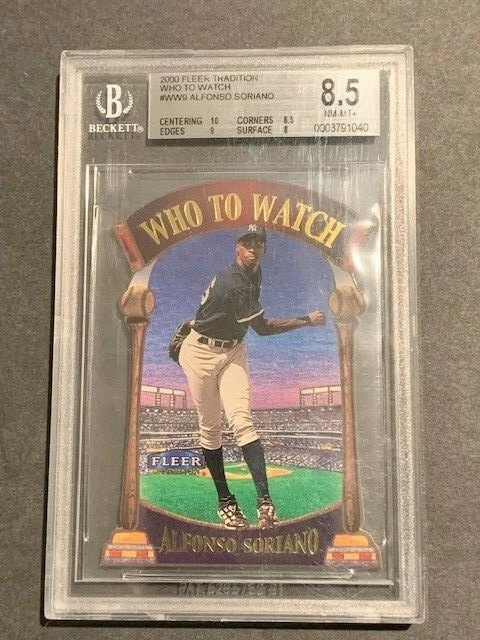 2000 FLEER TRADITION
WHO TO WATCH
#WW9 ALFONSO SORIANO
CENTERING 10 CORNERS 8.5
EDGES 9 SURFACE 8
8.5
NM-MT+
0003791040
B
BECKETT®
WHO TO WATCH
NY
FLEER
ALFONSO SORIANO